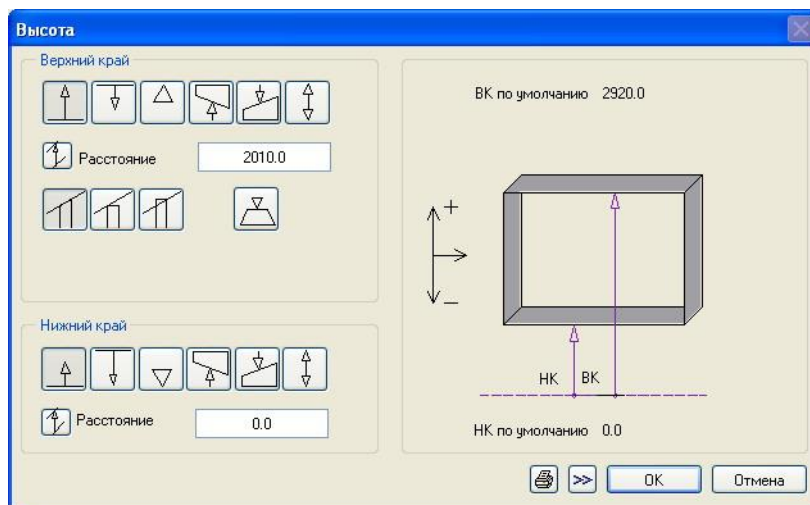 Высота
Верхний край
Расстояние 2010.0
Нижний край
Расстояние 0.0
ВК по умолчанию 2920.0
+
−
НК ВК
НК по умолчанию 0.0
>> OK Отмена